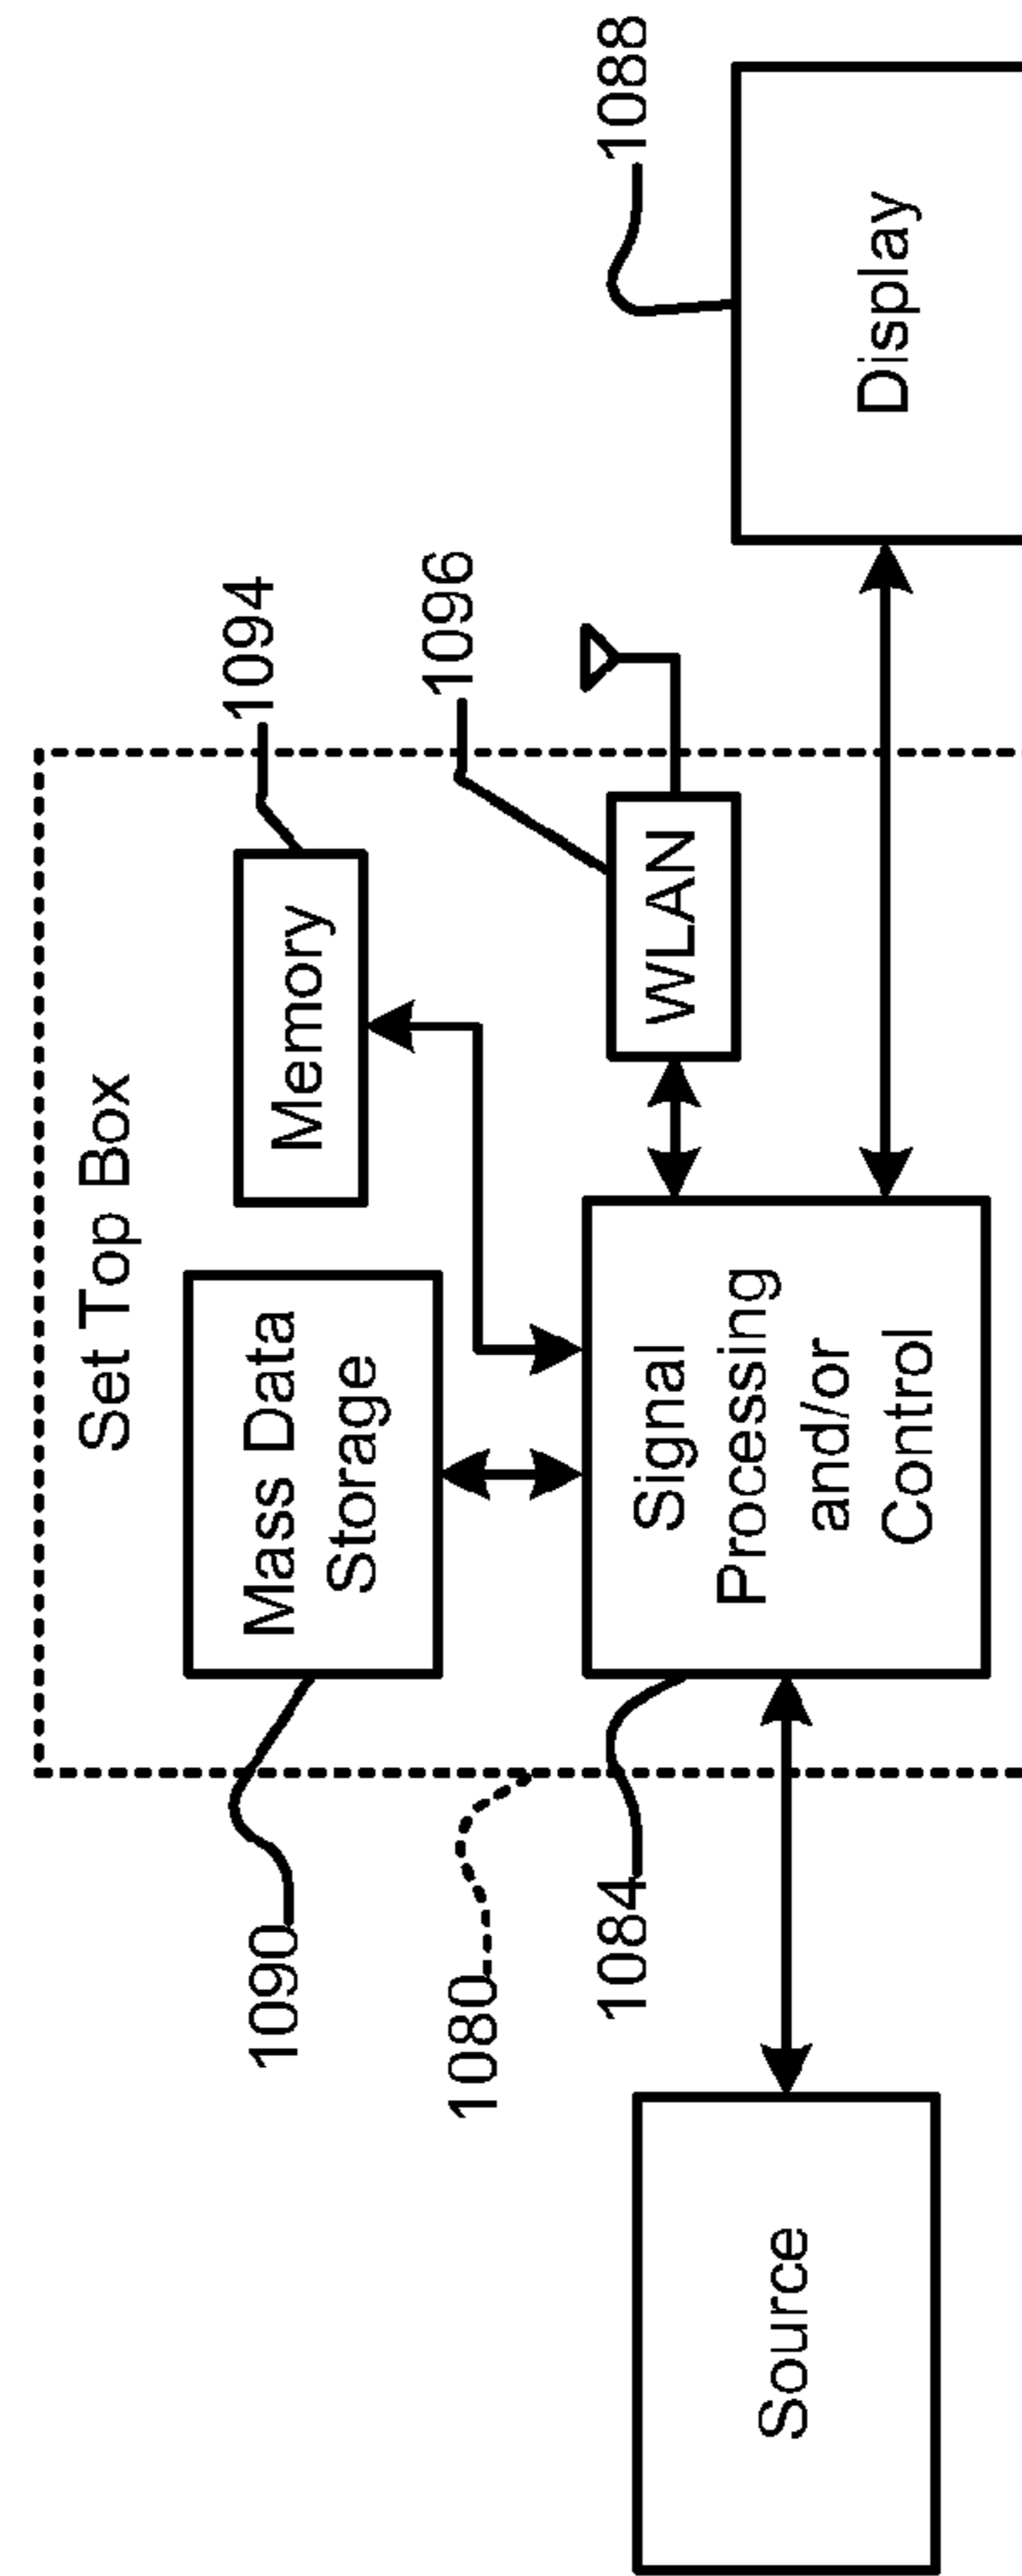 Set Top Box
1090
Mass Data
Storage
Memory
1094
1080
1096
WLAN
1084
Signal
Processing
and/or
Control
1088
Source
Display